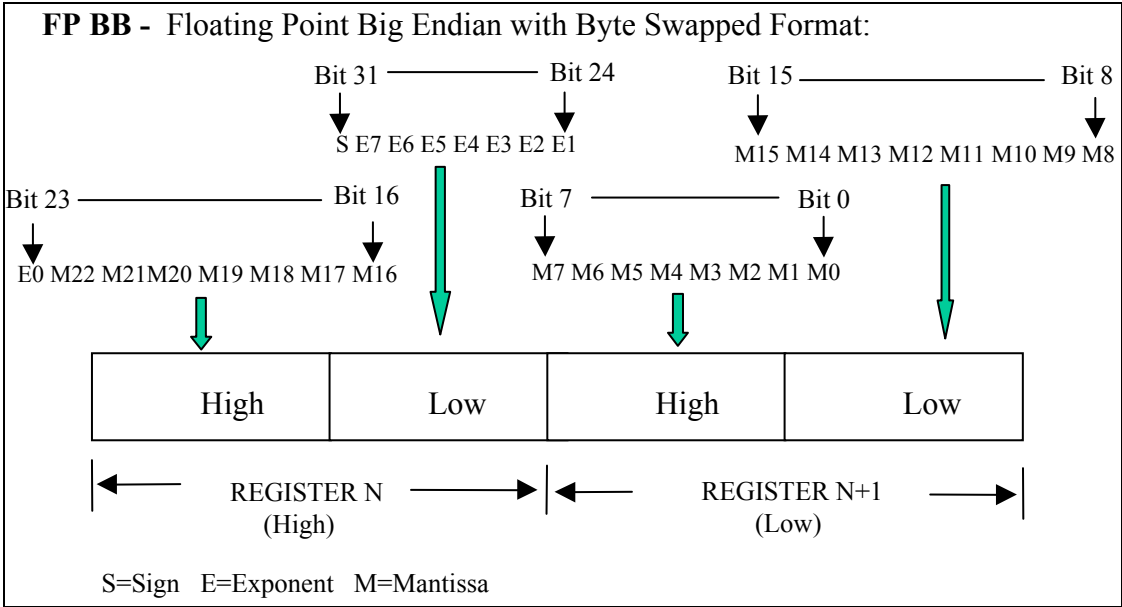 FP BB - Floating Point Big Endian with Byte Swapped Format:
Bit 31 Bit 24
Bit 15 Bit 8
S E7 E6 E5 E4 E3 E2 E1
M15 M14 M13 M12 M11 M10 M9 M8
Bit 23 Bit 16
Bit 7 Bit 0
E0 M22 M21M20 M19 M18 M17 M16
M7 M6 M5 M4 M3 M2 M1 M0
High Low High Low
REGISTER N
(High)
REGISTER N+1
(Low)
S=Sign E=Exponent M=Mantissa